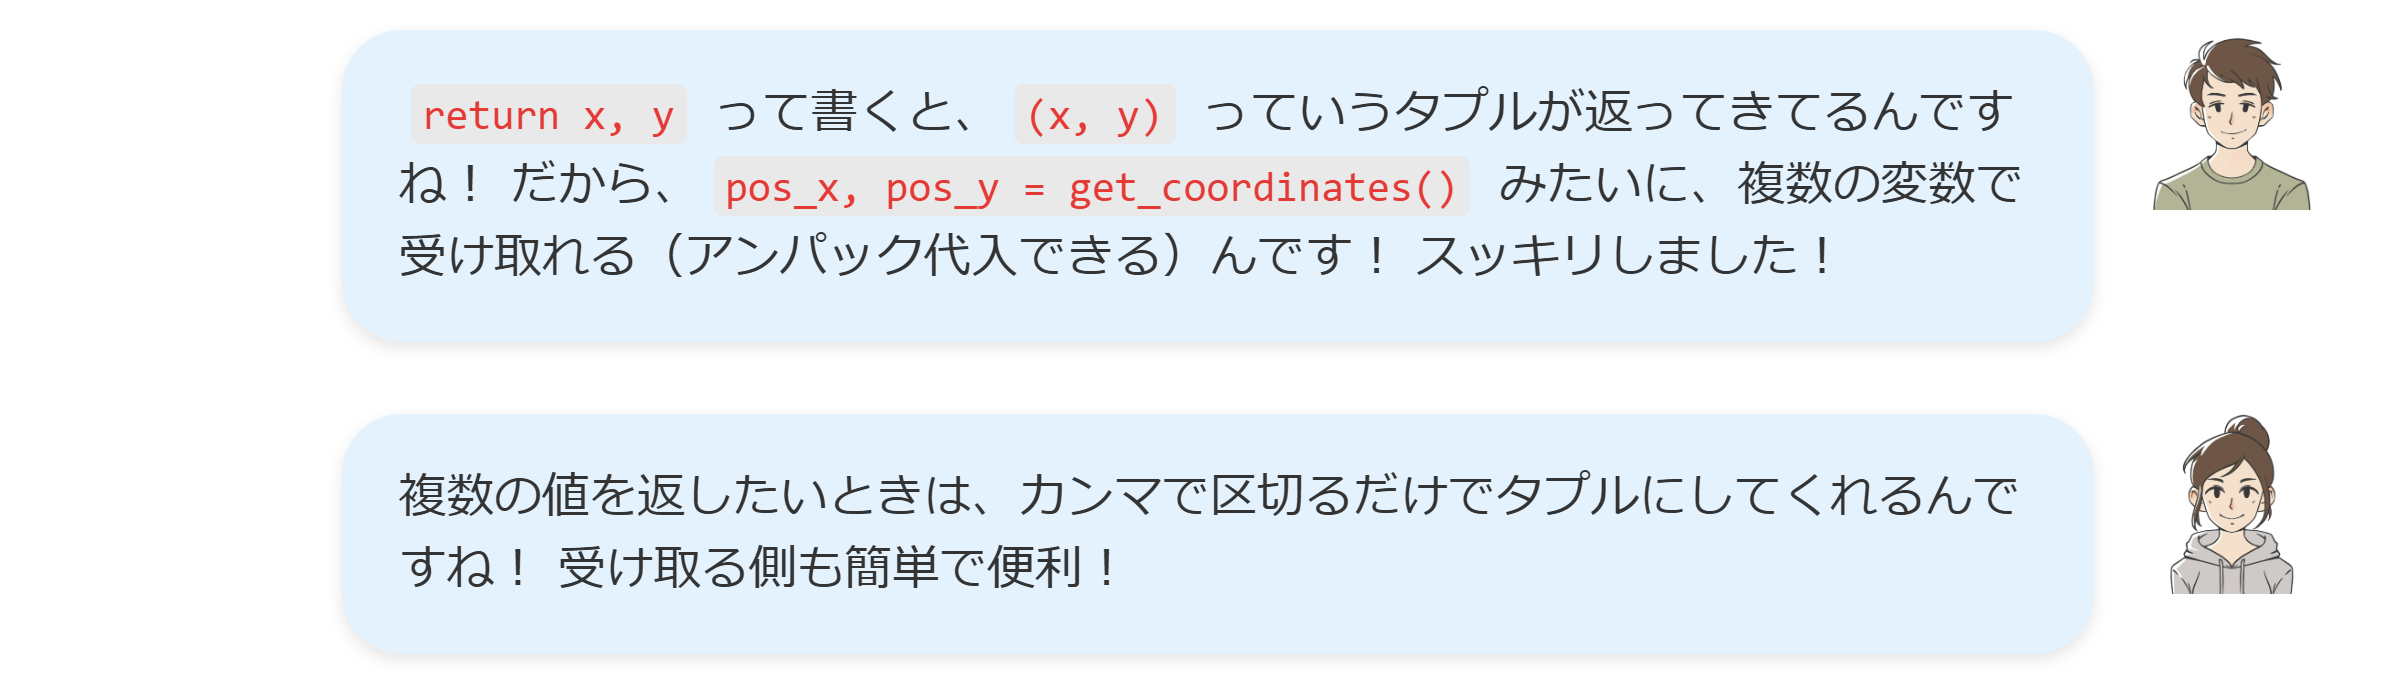 return x, y って書くと、 (x, y) っていうタプルが返ってきてるんです
ね！ だから、 pos_x, pos_y = get_coordinates() みたいに、複数の変数で
受け取れる（アンパック代入できる）んです！ スッキリしました！
複数の値を返したいときは、カンマで区切るだけでタプルにしてくれるんで
すね！ 受け取る側も簡単で便利！